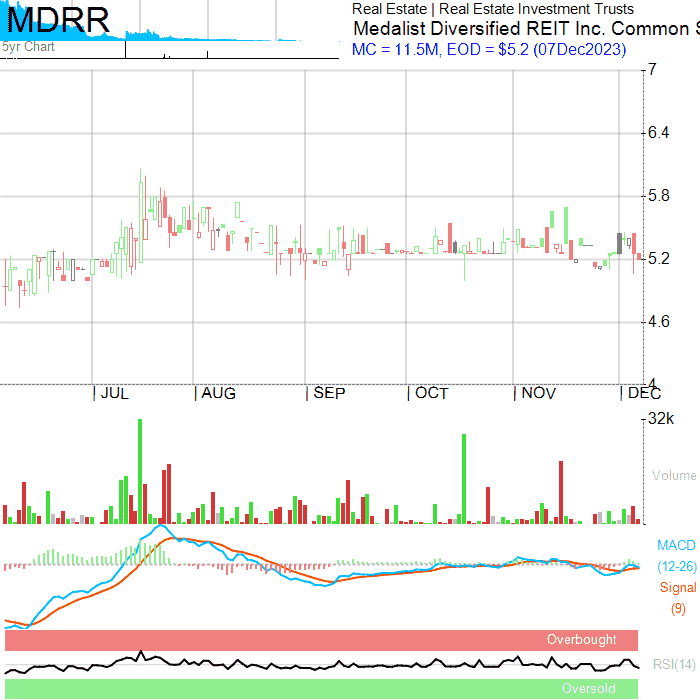 MDRR
5yr Chart
Real Estate | Real Estate Investment Trusts
Medalist Diversified REIT Inc. Common S
MC = 11.5M, EOD = $5.2 (07Dec2023)
7
6.4
5.8
5.2
4.6
4
| JUL | AUG | SEP | OCT | NOV | DEC
32k
Volume
MACD
(12-26)
Signal
(9)
Overbought
RSI(14)
Oversold